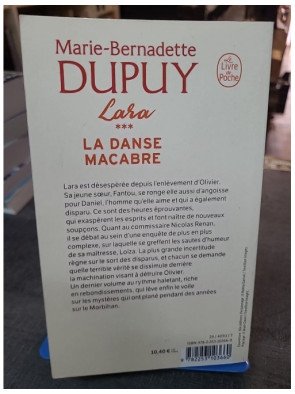 Marie-Bernadette
DUPUY
Le Livre
de Poche
Lara
***
LA DANSE
MACABRE
Lara est désespérée depuis l'enlèvement d'Olivier.
Sa jeune sœur, Fantou, se ronge elle aussi d'angoisse
pour Daniel, l'homme qu'elle aime et qui a également
disparu. Ce sont des heures éprouvantes,
qui exaspèrent les esprits et font naître de nouveaux
soupçons. Quant au commissaire Nicolas Renan,
il se débat au sein d'une enquête de plus en plus
complexe, sur laquelle se greffent les sautes d'humeur
de sa maîtresse, Loïza. La plus grande incertitude
règne sur le sort des disparus, et chacun se demande
quelle terrible vérité se dissimule derrière
la machination visant à détruire Olivier.
Un dernier volume au rythme haletant, riche
en rebondissements, qui lève enfin le voile
sur les mystères qui ont plané pendant des années
sur le Morbihan.
10,40 €